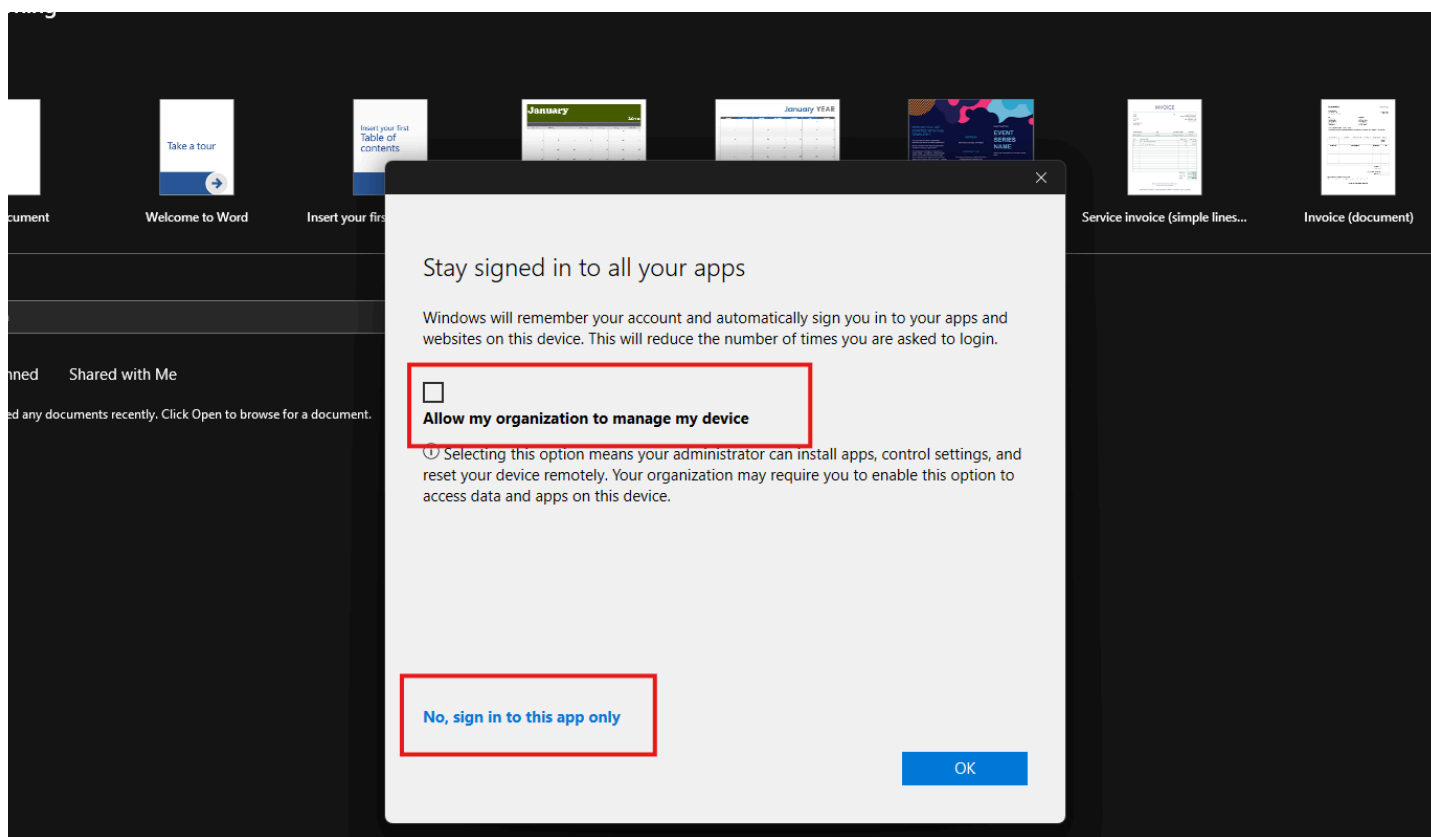 Take a tour
Insert your first
Table of
contents
January
January YEAR
EVENT
SERIES
NAME
INVOICE
cument
Welcome to Word
Insert your firs
Service invoice (simple lines...
Invoice (document)
Stay signed in to all your apps
Windows will remember your account and automatically sign you in to your apps and
websites on this device. This will reduce the number of times you are asked to login.
nned Shared with Me
Allow my organization to manage my device
ed any documents recently. Click Open to browse for a document.
Selecting this option means your administrator can install apps, control settings, and
reset your device remotely. Your organization may require you to enable this option to
access data and apps on this device.
No, sign in to this app only
OK